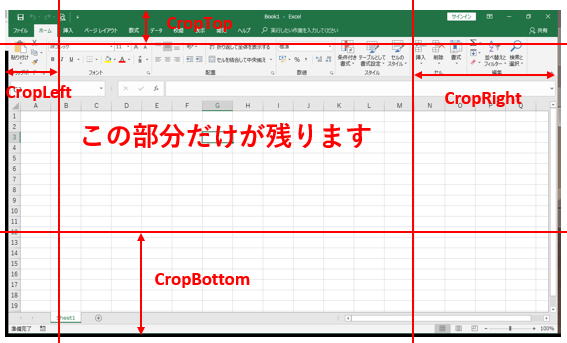 Book1 - Excel
サインイン
CropTop
ファイル ホーム 挿入 ページ レイアウト 数式 データ 校閲 表示 開発 ヘルプ 実行したい作業を入力してください 共有
折り返して全体を表示する 標準
貼り付け
セルを結合して中央揃え
条件付き書式 テーブルとして書式設定 セルのスタイル
挿入 削除 書式
並べ替えとフィルター 検索と選択
フォント 配置 数値 スタイル セル 編集
CropLeft
CropRight
A B C D E F G H I J K L M N O P Q
この部分だけが残ります
1
2
3
4
5
6
7
8
9
10
11
12
13
14
15
16
17
18
19
CropBottom
Sheet1
準備完了
100%